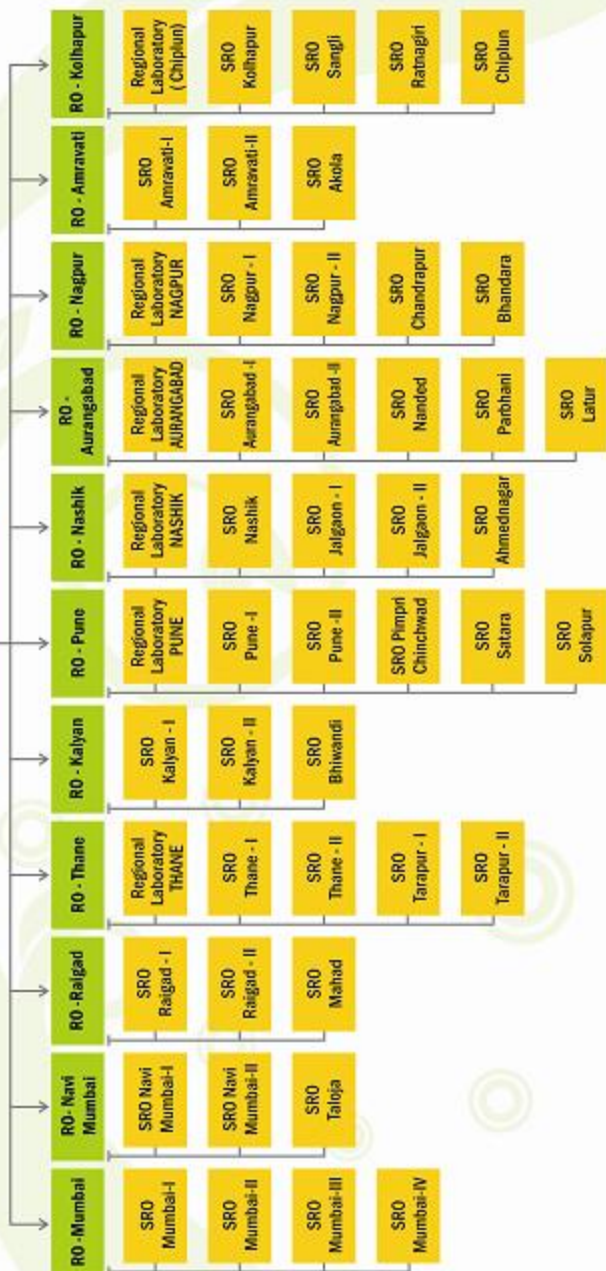 RO -Mumbai
SRO
Mumbai-I
SRO
Mumbai-II
SRO
Mumbai-III
SRO
Mumbai-IV
RO- Navi
Mumbai
SRO Navi
Mumbai-I
SRO Navi
Mumbai-II
SRO
Taloja
RO -Raigad
SRO
Raigad - I
SRO
Raigad - II
SRO
Mahad
RO - Thane
Regional
Laboratory
THANE
SRO
Thane - I
SRO
Thane - II
SRO
Tarapur - I
SRO
Tarapur - II
RO - Kalyan
SRO
Kalyan - I
SRO
Kalyan - II
SRO
Bhiwandi
RO - Pune
Regional
Laboratory
PUNE
SRO
Pune -I
SRO
Pune -II
SRO Pimpri
Chinchwad
SRO
Satara
SRO
Solapur
RO - Nashik
Regional
Laboratory
NASHIK
SRO
Nashik
SRO
Jalgaon - I
SRO
Jalgaon - II
SRO
Ahmednagar
RO -
Aurangabad
Regional
Laboratory
AURANGABAD
SRO
Aurangabad -I
SRO
Aurangabad -II
SRO
Nanded
SRO
Parbhani
SRO
Latur
RO - Nagpur
Regional
Laboratory
NAGPUR
SRO
Nagpur - I
SRO
Nagpur - II
SRO
Chandrapur
SRO
Bhandara
RO - Amravati
SRO
Amravati-I
SRO
Amravati-II
SRO
Akola
RO - Kolhapur
Regional
Laboratory
( Chiplun)
SRO
Kolhapur
SRO
Sangli
SRO
Ratnagiri
SRO
Chiplun